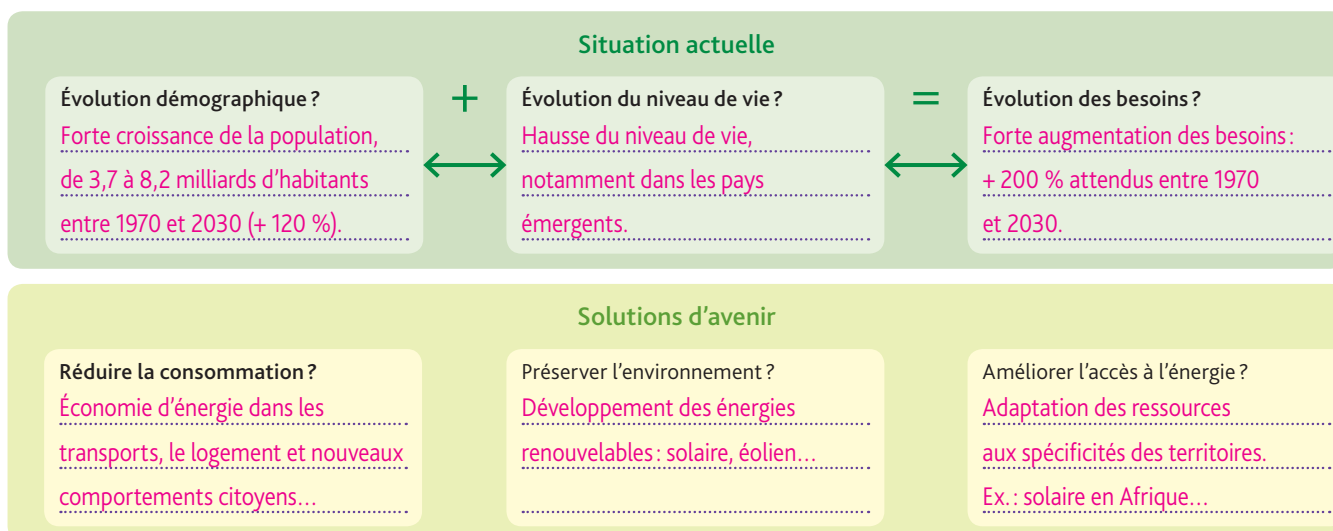 Situation actuelle
Évolution démographique ?
Forte croissance de la population,
de 3,7 à 8,2 milliards d'habitants
entre 1970 et 2030 (+ 120 %).
+
Évolution du niveau de vie ?
Hausse du niveau de vie,
notamment dans les pays
émergents.
=
Évolution des besoins ?
Forte augmentation des besoins :
+ 200 % attendus entre 1970
et 2030.
Solutions d'avenir
Réduire la consommation ?
Économie d'énergie dans les
transports, le logement et nouveaux
comportements citoyens…
Préserver l'environnement ?
Développement des énergies
renouvelables : solaire, éolien…
Améliorer l'accès à l'énergie ?
Adaptation des ressources
aux spécificités des territoires.
Ex. : solaire en Afrique…